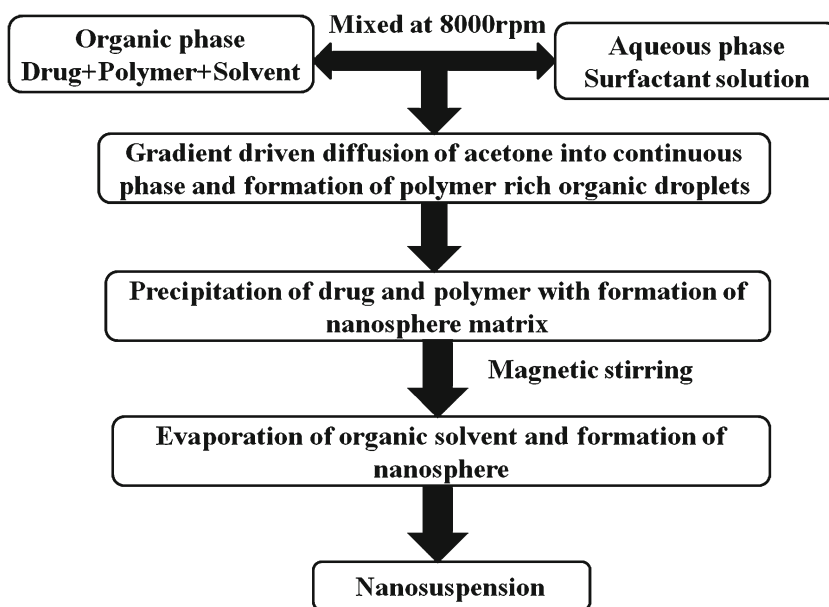 Mixed at 8000rpm
Organic phase
Drug+Polymer+Solvent
Aqueous phase
Surfactant solution
Gradient driven diffusion of acetone into continuous
phase and formation of polymer rich organic droplets
Precipitation of drug and polymer with formation of
nanosphere matrix
Magnetic stirring
Evaporation of organic solvent and formation of
nanosphere
Nanosuspension